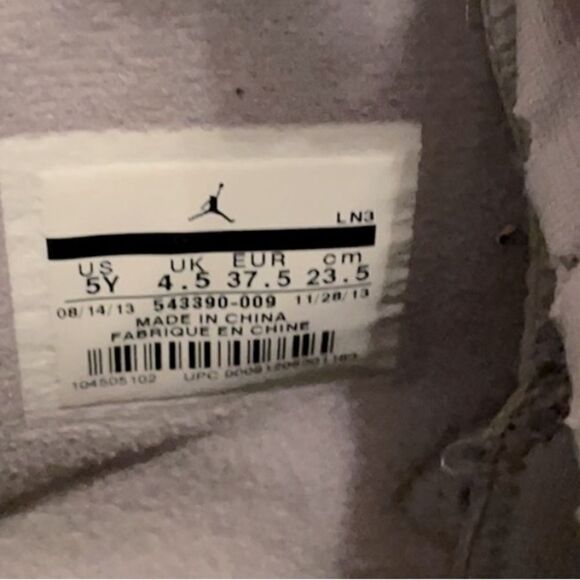 LN3
US UK EUR cm
5Y 4.5 37.5 23.5
08/14/13 543390-009 11/28/13
MADE IN CHINA
FABRIQUE EN CHINE
104505102 UPC